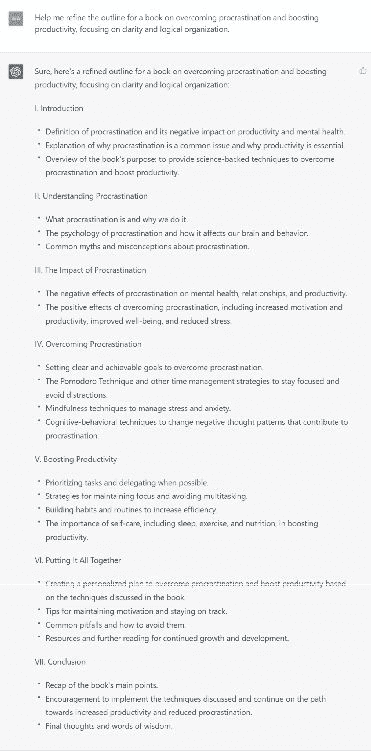 Help me refine the outline for a book on overcoming procrastination and boosting
productivity, focusing on clarity and logical organization.
Sure, here's a refined outline for a book on overcoming procrastination and boosting
productivity, focusing on clarity and logical organization:
I. Introduction
• Definition of procrastination and its negative impact on productivity and mental health.
• Explanation of why procrastination is a common issue and why productivity is essential.
• Overview of the book's purpose: to provide science-backed techniques to overcome
procrastination and boost productivity.
II. Understanding Procrastination
• What procrastination is and why we do it.
• The psychology of procrastination and how it affects our brain and behavior.
• Common myths and misconceptions about procrastination.
III. The Impact of Procrastination
• The negative effects of procrastination on mental health, relationships, and productivity.
• The positive effects of overcoming procrastination, including increased motivation and
productivity, improved well-being, and reduced stress.
IV. Overcoming Procrastination
• Setting clear and achievable goals to overcome procrastination.
• The Pomodoro Technique and other time management strategies to stay focused and
avoid distractions.
• Mindfulness techniques to manage stress and anxiety.
• Cognitive-behavioral techniques to change negative thought patterns that contribute to
procrastination.
V. Boosting Productivity
• Prioritizing tasks and delegating when possible.
• Strategies for maintaining focus and avoiding multitasking.
• Building habits and routines to increase efficiency.
• The importance of self-care, including sleep, exercise, and nutrition, in boosting
productivity.
VI. Putting It All Together
• Creating a personalized plan to overcome procrastination and boost productivity based
on the techniques discussed in the book.
• Tips for maintaining motivation and staying on track.
• Common pitfalls and how to avoid them.
• Resources and further reading for continued growth and development.
VII. Conclusion
• Recap of the book's main points.
• Encouragement to implement the techniques discussed and continue on the path
towards increased productivity and reduced procrastination.
• Final thoughts and words of wisdom.